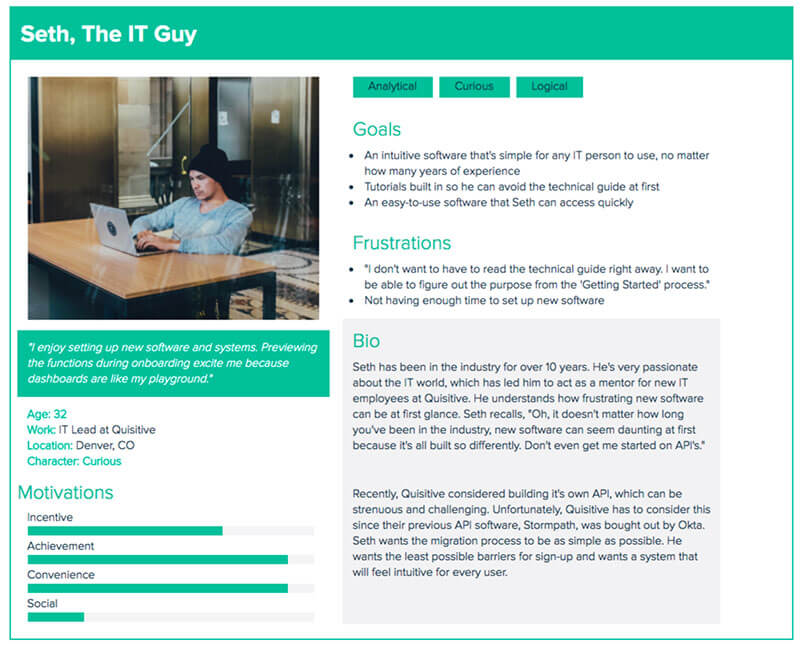 Seth, The IT Guy
"I enjoy setting up new software and systems. Previewing
the functions during onboarding excite me because
dashboards are like my playground."
Age: 32
Work: IT Lead at Quisitive
Location: Denver, CO
Character: Curious
Motivations
Incentive
Achievement
Convenience
Social
Analytical
Curious
Logical
Goals
• An intuitive software that's simple for any IT person to use, no matter
how many years of experience
• Tutorials built in so he can avoid the technical guide at first
• An easy-to-use software that Seth can access quickly
Frustrations
• "I don't want to have to read the technical guide right away. I want to
be able to figure out the purpose from the 'Getting Started' process."
• Not having enough time to set up new software
Bio
Seth has been in the industry for over 10 years. He's very passionate
about the IT world, which has led him to act as a mentor for new IT
employees at Quisitive. He understands how frustrating new software
can be at first glance. Seth recalls, "Oh, it doesn't matter how long
you've been in the industry, new software can seem daunting at first
because it's all built so differently. Don't even get me started on API's."
Recently, Quisitive considered building it's own API, which can be
strenuous and challenging. Unfortunately, Quisitive has to consider this
since their previous API software, Stormpath, was bought out by Okta.
Seth wants the migration process to be as simple as possible. He
wants the least possible barriers for sign-up and wants a system that
will feel intuitive for every user.